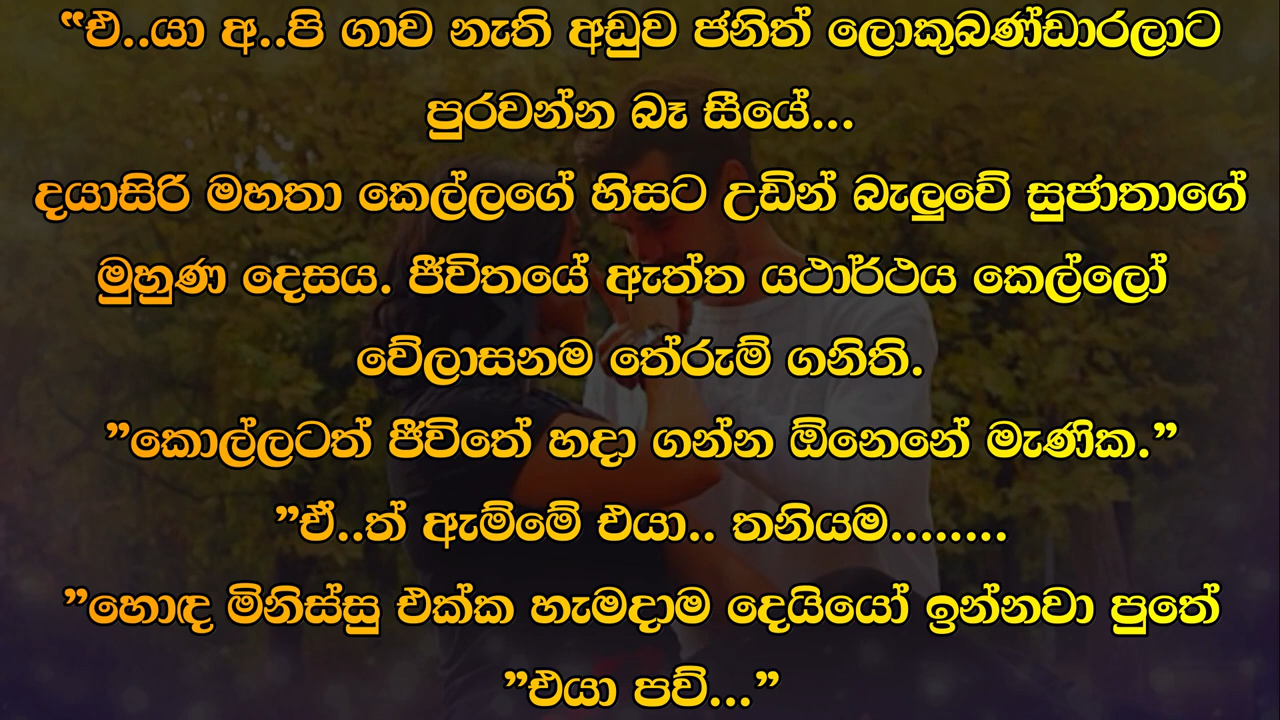 “එ..යා අ..පි ගාව නැති අඩුව ජනිත් ලොකුබණ්ඩාරලාට
පුරවන්න බෑ සීයේ...
දයාසිරි මහතා කෙල්ලගේ හිසට උඩින් බැලුවේ සුජාතාගේ
මුහුණ දෙසය. ජීවිතයේ ඇත්ත යථාර්ථය කෙල්ලෝ
වේලාසනම තේරුම් ගනිති.
”කොල්ලටත් ජීවිතේ හදා ගන්න ඕනෙනේ මැණික.”
”ඒ..ත් ඇම්මේ එයා.. තනියම........
”හොඳ මිනිස්සු එක්ක හැමදාම දෙයියෝ ඉන්නවා පුතේ
”එයා පව්...”